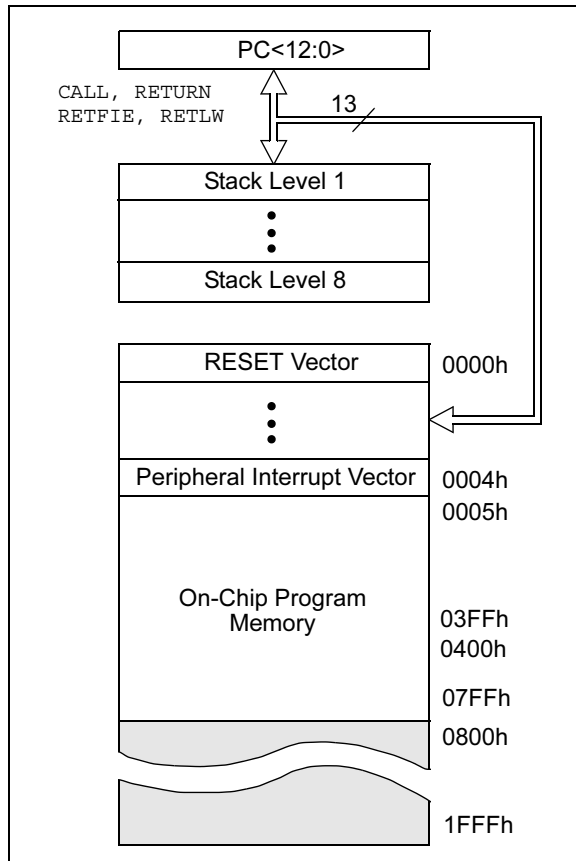 PC<12:0>
CALL, RETURN
RETFIE, RETLW
13
Stack Level 1
Stack Level 8
RESET Vector
0000h
Peripheral Interrupt Vector
0004h
0005h
On-Chip Program
Memory
03FFh
0400h
07FFh
0800h
1FFFh